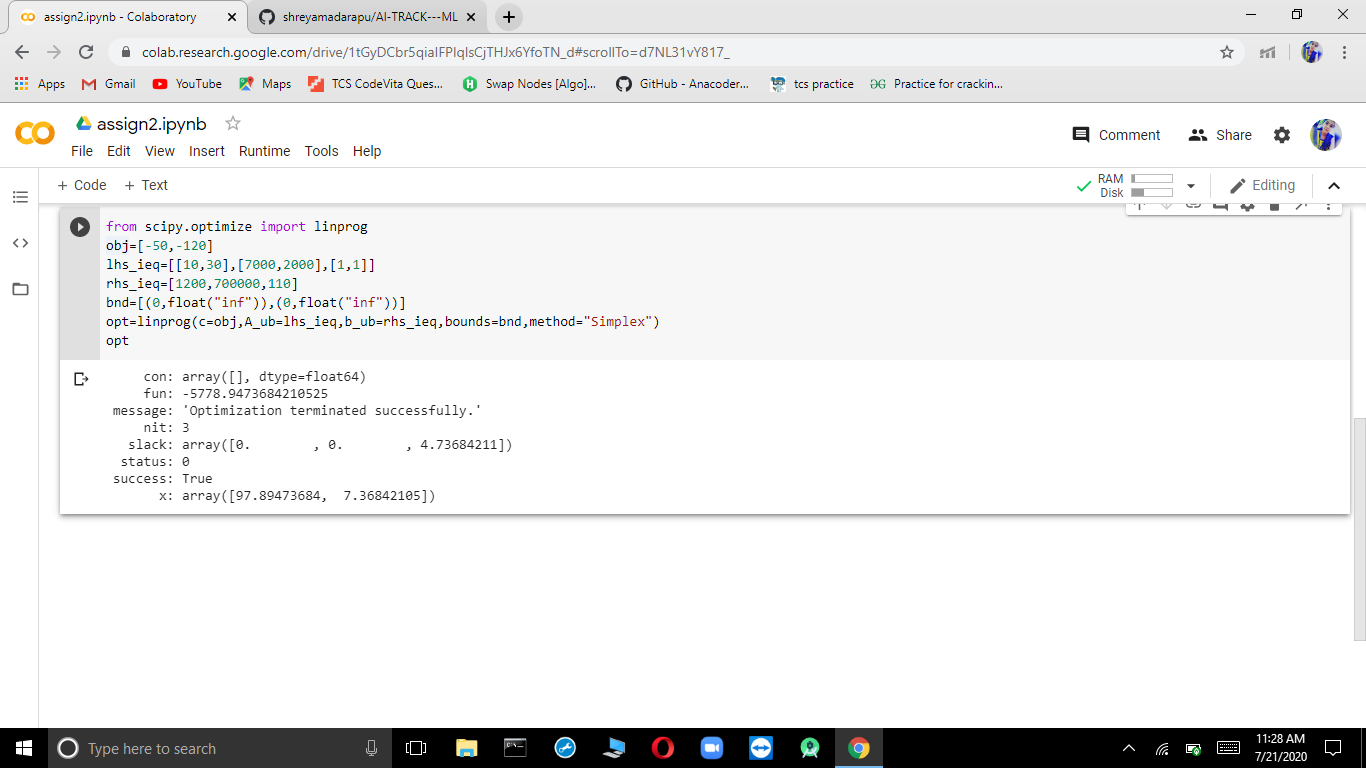 assign2.ipynb - Colaboratory
shreyamadarapu/AI-TRACK---ML
colab.research.google.com/drive/1tGyDCbr5qiaIFPIqIsCjTHJx6YfoTN_d#scrollTo=d7NL31vY817_
Apps Gmail YouTube Maps TCS CodeVita Ques... Swap Nodes [Algo]... GitHub - Anacoder... tcs practice Practice for crackin...
assign2.ipynb
Comment Share
File Edit View Insert Runtime Tools Help
+ Code + Text
RAM
Disk
Editing
from scipy.optimize import linprog
obj=[-50,-120]
lhs_ieq=[[10,30],[7000,2000],[1,1]]
rhs_ieq=[1200,700000,110]
bnd=[(0,float("inf")),(0,float("inf"))]
opt=linprog(c=obj,A_ub=lhs_ieq,b_ub=rhs_ieq,bounds=bnd,method="Simplex")
opt
con: array([], dtype=float64)
fun: -5778.9473684210525
message: 'Optimization terminated successfully.'
nit: 3
slack: array([0.        , 0.        , 4.73684211])
status: 0
success: True
x: array([97.89473684,  7.36842105])
Type here to search
11:28 AM
7/21/2020